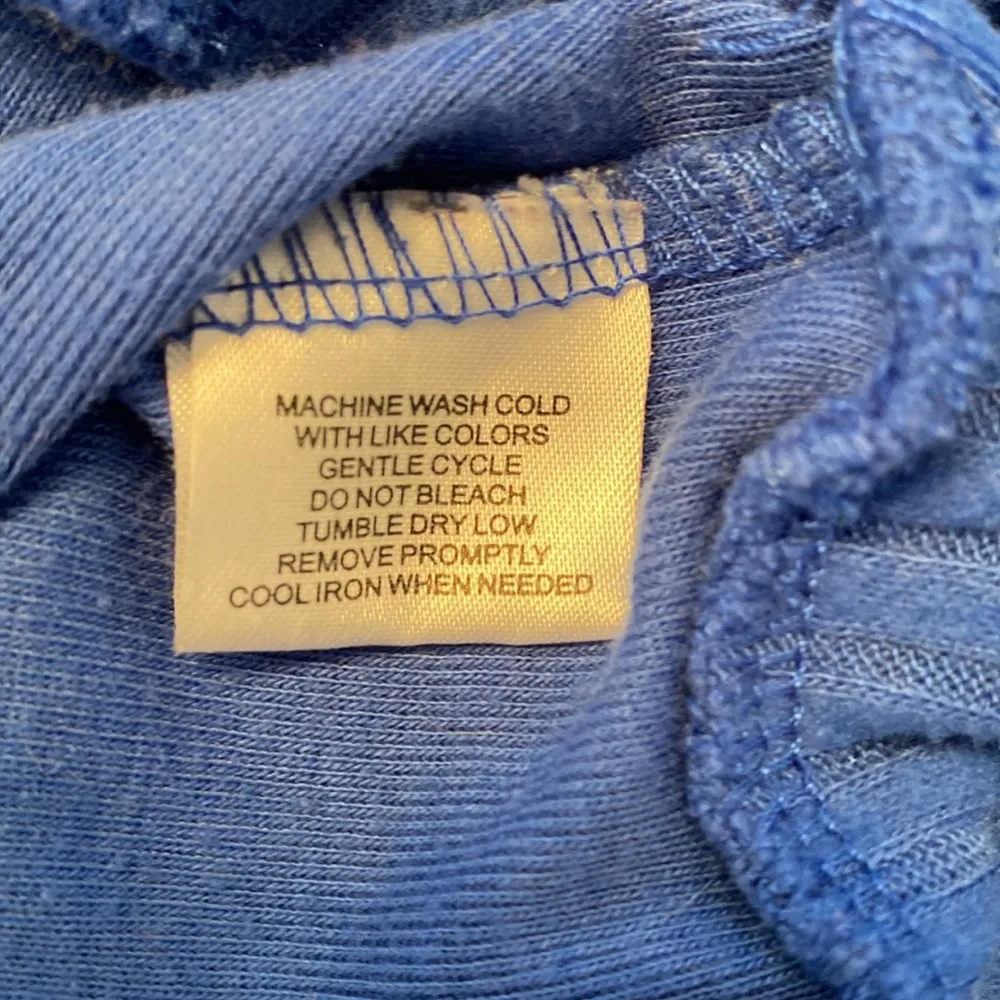 MACHINE WASH COLD
WITH LIKE COLORS
GENTLE CYCLE
DO NOT BLEACH
TUMBLE DRY LOW
REMOVE PROMPTLY
COOL IRON WHEN NEEDED